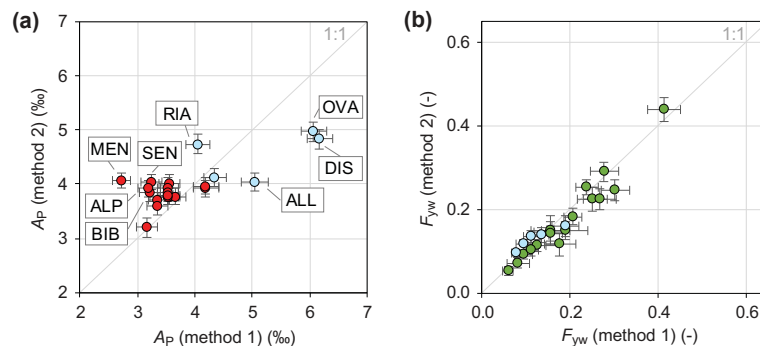 (a)
1:1
7
6
5
4
3
2
AP (method 2) (‰)
RIA
OVA
MEN
SEN
DIS
ALP
ALL
BIB
2 3 4 5 6 7
AP (method 1) (‰)
(b)
1:1
0.6
0.4
0.2
0.0
Fyw (method 2) (-)
0.0 0.2 0.4 0.6
Fyw (method 1) (-)